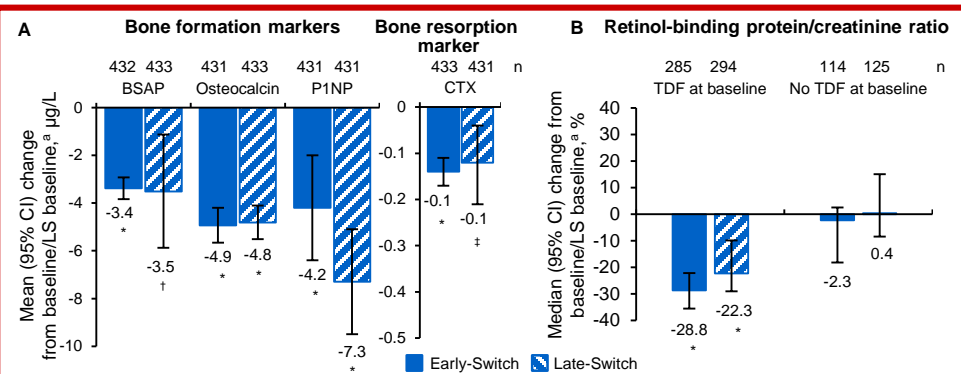 A
Bone formation markers
432 433 431 433 431 431
BSAP Osteocalcin P1NP
Mean (95% CI) change
from baseline/LS baseline,ᵃ µg/L
0
-2
-4
-6
-8
-10
-3.4
*
-3.5
†
-4.9
*
-4.8
*
-4.2
*
-7.3
*
Bone resorption
marker
433 431 n
CTX
0
-0.1
-0.2
-0.3
-0.4
-0.5
-0.1
*
-0.1
‡
Early-Switch Late-Switch
B
Retinol-binding protein/creatinine ratio
285 294 114 125 n
TDF at baseline No TDF at baseline
Median (95% CI) change from
baseline/LS baseline,ᵃ %
40
30
20
10
0
-10
-20
-30
-40
-28.8
*
-22.3
*
-2.3
0.4